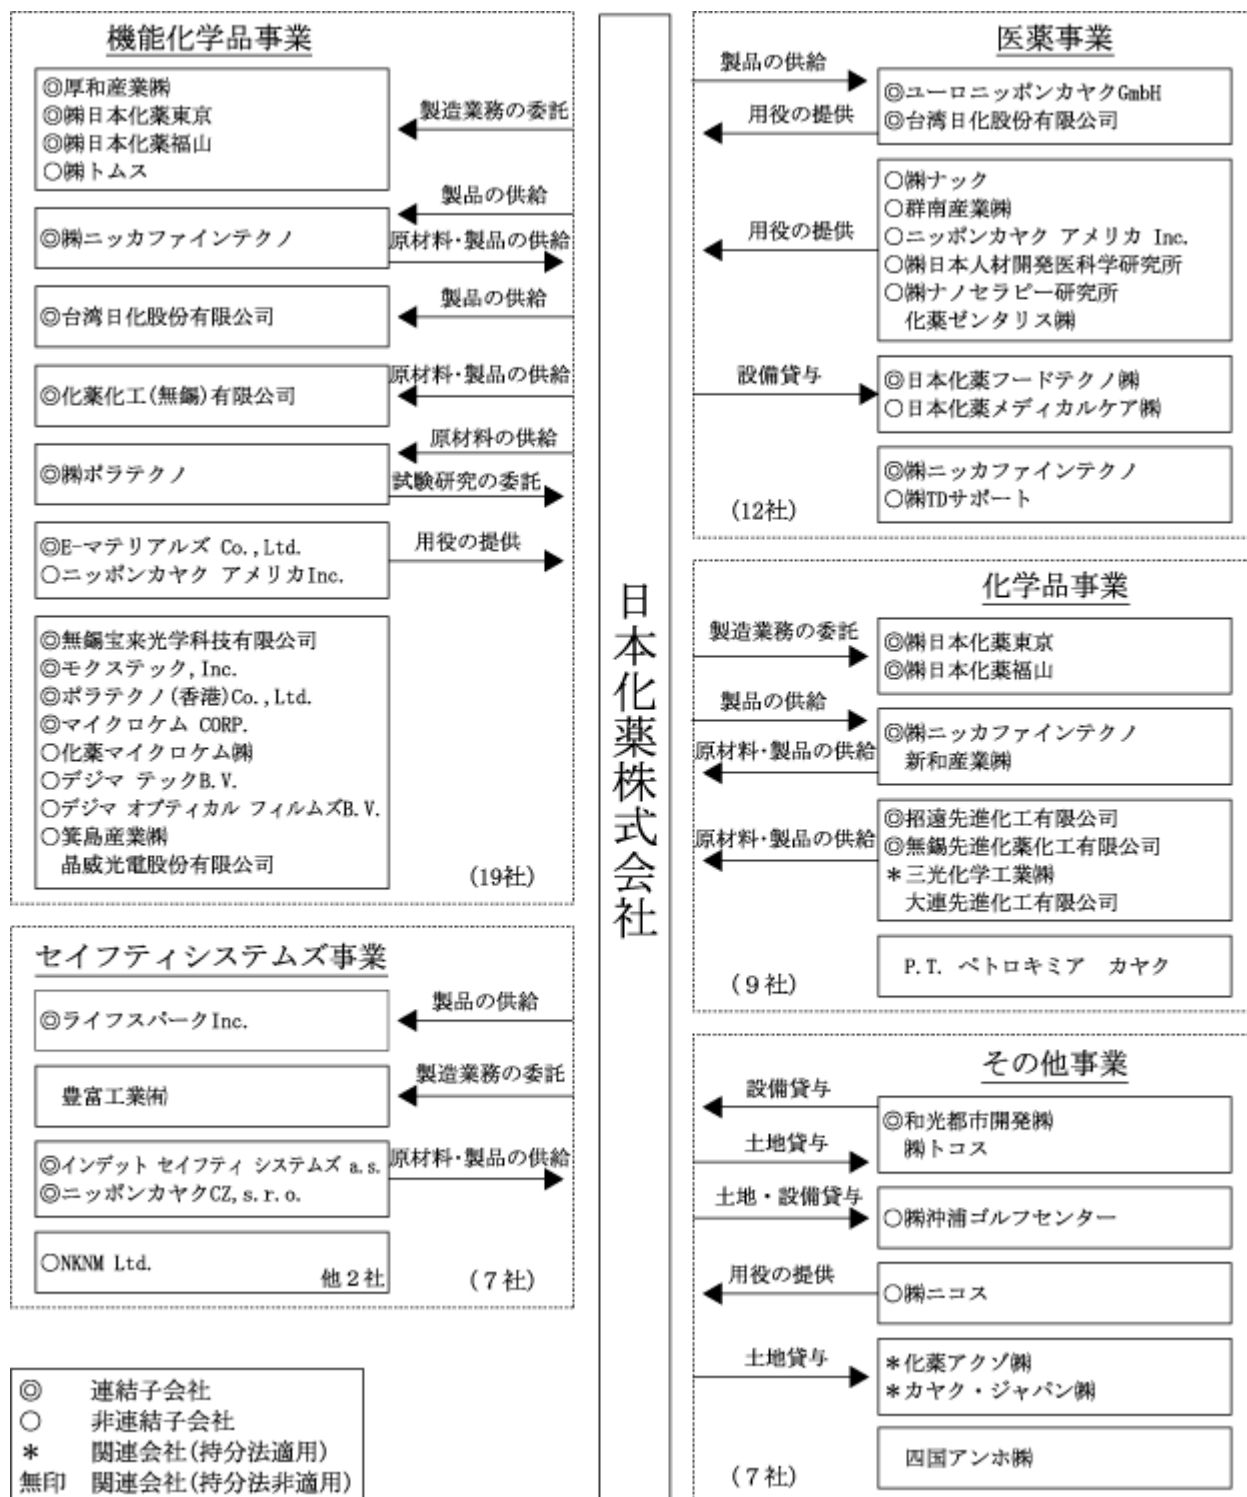 機能化学品事業
◎厚和産業㈱
◎㈱日本化薬東京
◎㈱日本化薬福山
○㈱トムス
製造業務の委託
◎㈱ニッカファインテクノ
製品の供給
原材料・製品の供給
◎台湾日化股份有限公司
製品の供給
◎化薬化工(無錫)有限公司
原材料・製品の供給
◎㈱ポラテクノ
原材料の供給
試験研究の委託
◎E-マテリアルズ Co.,Ltd.
○ニッポンカヤク アメリカInc.
用役の提供
◎無錫宝来光学科技有限公司
◎モクステック,Inc.
◎ポラテクノ(香港)Co.,Ltd.
◎マイクロケム CORP.
○化薬マイクロケム㈱
○デジマ テックB.V.
○デジマ オプティカル フィルムズB.V.
○箕島産業㈱
晶威光電股份有限公司
(19社)
セイフティシステムズ事業
◎ライフスパークInc.
製品の供給
豊富工業㈲
製造業務の委託
◎インデット セイフティ システムズ a.s.
◎ニッポンカヤクCZ,s.r.o.
原材料・製品の供給
○NKNM Ltd.
他2社
(7社)
◎ 連結子会社
○ 非連結子会社
* 関連会社(持分法適用)
無印 関連会社(持分法非適用)
日本化薬株式会社
医薬事業
製品の供給
用役の提供
◎ユーロニッポンカヤクGmbH
◎台湾日化股份有限公司
用役の提供
○㈱ナック
○群南産業㈱
○ニッポンカヤク アメリカ Inc.
○㈱日本人材開発医科学研究所
○㈱ナノセラピー研究所
化薬ゼンタリス㈱
設備貸与
◎日本化薬フードテクノ㈱
○日本化薬メディカルケア㈱
◎㈱ニッカファインテクノ
○㈱TDサポート
(12社)
化学品事業
製造業務の委託
◎㈱日本化薬東京
◎㈱日本化薬福山
製品の供給
原材料・製品の供給
◎㈱ニッカファインテクノ
新和産業㈱
原材料・製品の供給
◎招遠先進化工有限公司
◎無錫先進化薬化工有限公司
*三光化学工業㈱
大連先進化工有限公司
P.T. ペトロキミア カヤク
(9社)
その他事業
設備貸与
土地貸与
◎和光都市開発㈱
㈱トコス
土地・設備貸与
○㈱沖浦ゴルフセンター
用役の提供
○㈱ニコス
土地貸与
*化薬アクゾ㈱
*カヤク・ジャパン㈱
四国アンホ㈱
(7社)